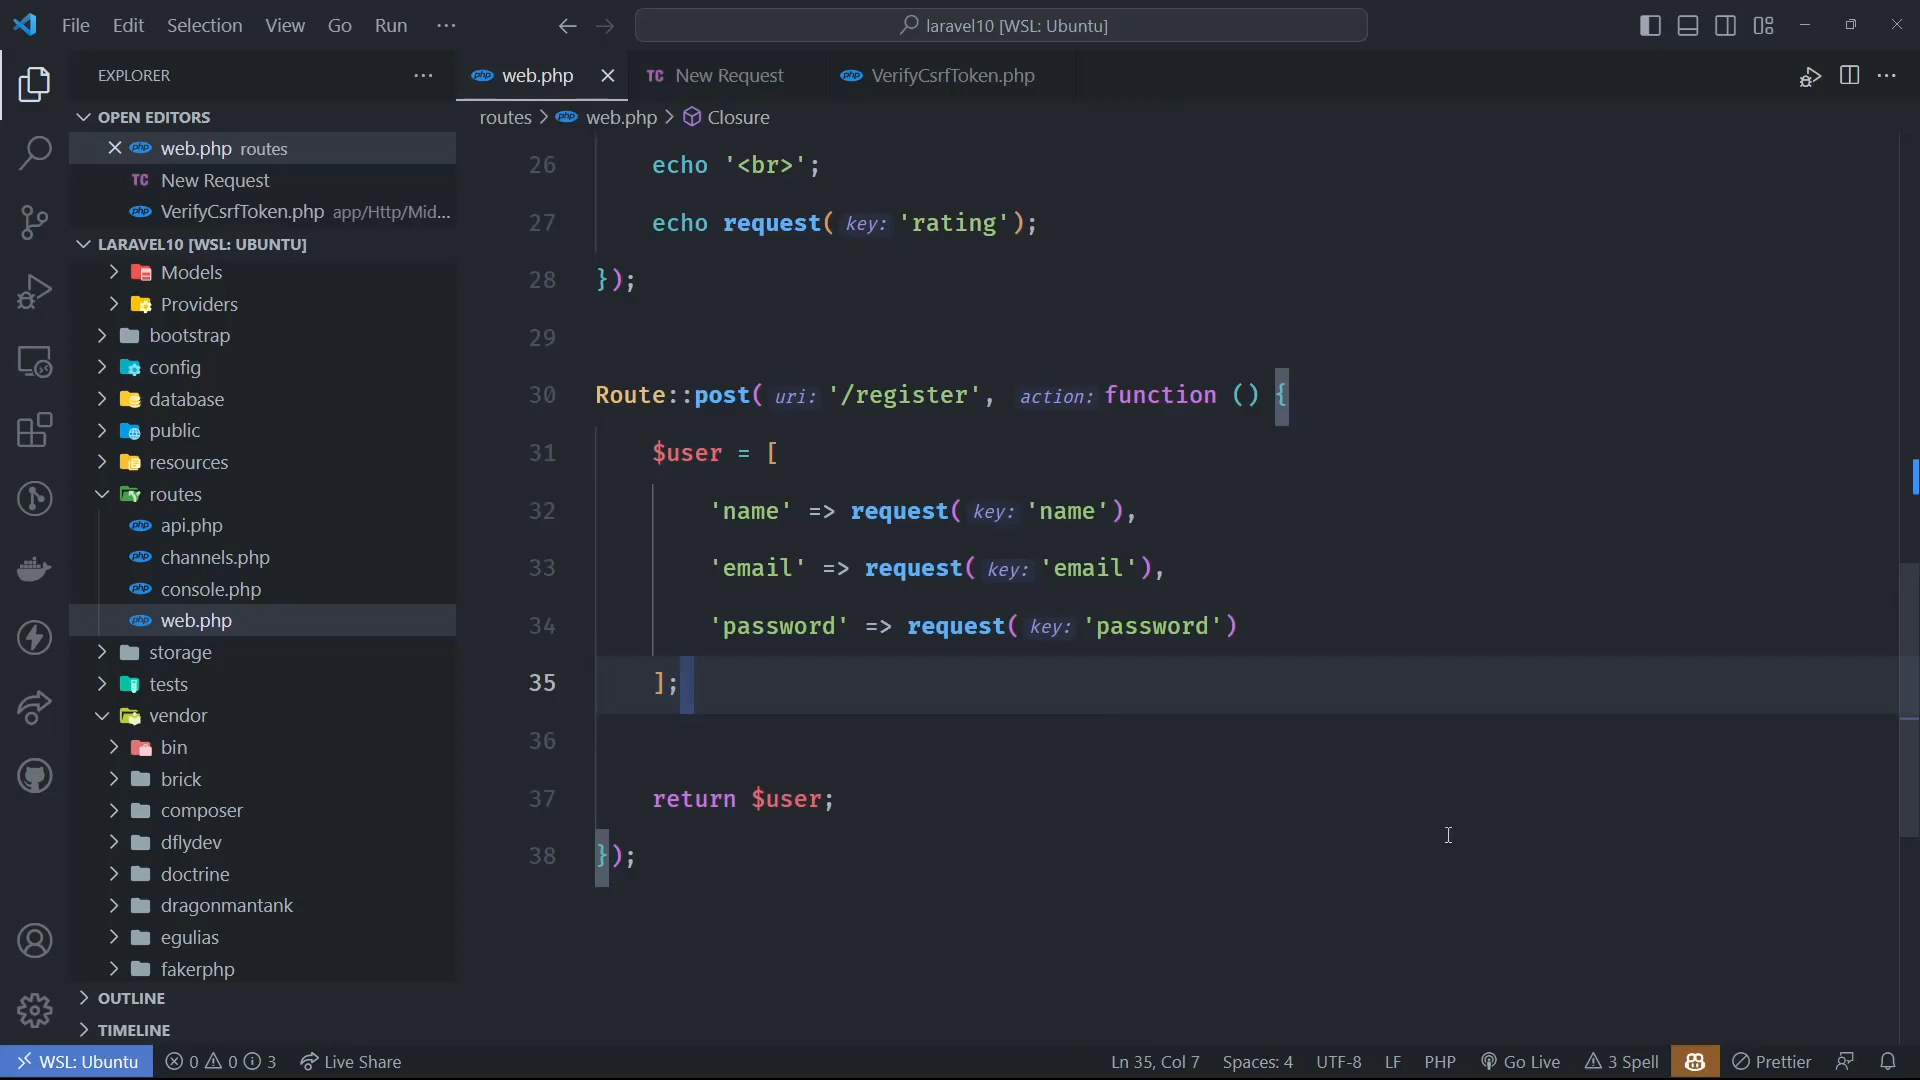 File Edit Selection View Go Run ···
laravel10 [WSL: Ubuntu]
EXPLORER ···
OPEN EDITORS
web.php routes
TC New Request
VerifyCsrfToken.php app/Http/Mid...
LARAVEL10 [WSL: UBUNTU]
Models
Providers
bootstrap
config
database
public
resources
routes
api.php
channels.php
console.php
web.php
storage
tests
vendor
bin
brick
composer
dflydev
doctrine
dragonmantank
egulias
fakerphp
OUTLINE
TIMELINE
php web.php TC New Request php VerifyCsrfToken.php
routes > php web.php > Closure
26 echo '<br>';
27 echo request( key: 'rating');
28 });
29
30 Route::post( uri: '/register', action: function () {
31 $user = [
32 'name' => request( key: 'name'),
33 'email' => request( key: 'email'),
34 'password' => request( key: 'password')
35 ];
36
37 return $user;
38 });
WSL: Ubuntu 0 0 3 Live Share Ln 35, Col 7 Spaces: 4 UTF-8 LF PHP Go Live 3 Spell Prettier